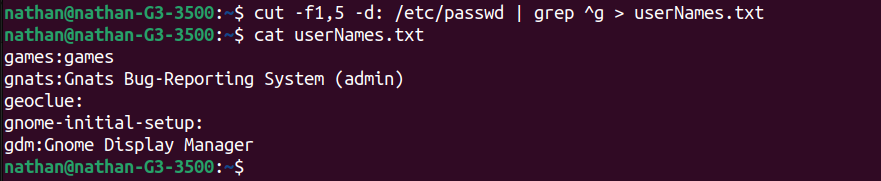 nathan@nathan-G3-3500:~$ cut -f1,5 -d: /etc/passwd | grep ^g > userNames.txt
nathan@nathan-G3-3500:~$ cat userNames.txt
games:games
gnats:Gnats Bug-Reporting System (admin)
geoclue:
gnome-initial-setup:
gdm:Gnome Display Manager
nathan@nathan-G3-3500:~$